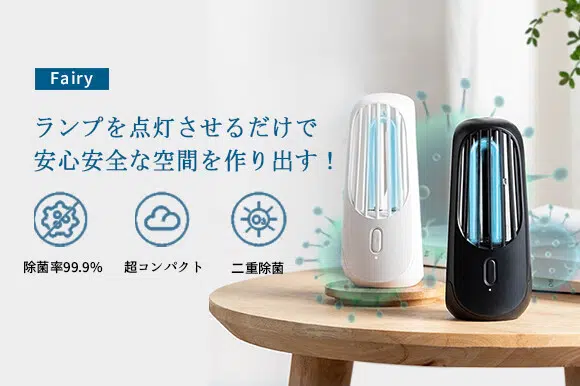 Fairy
ランプを点灯させるだけで
安心安全な空間を作り出す！
O₃
除菌率99.9%
超コンパクト
二重除菌